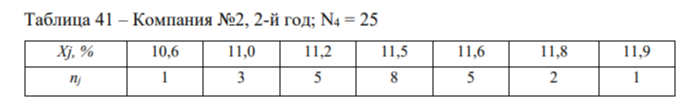 Таблица 41 – Компания №2, 2-й год; N4 = 25
Xj, % 10,6 11,0 11,2 11,5 11,6 11,8 11,9
nj 1 3 5 8 5 2 1